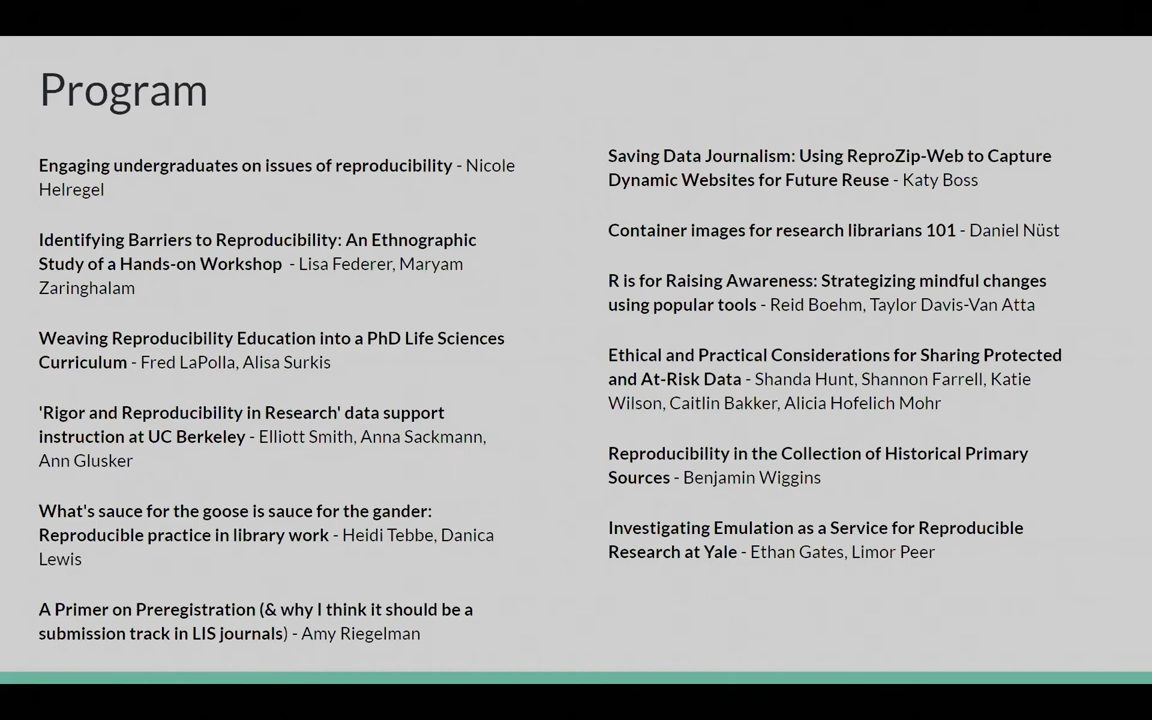 Program
Engaging undergraduates on issues of reproducibility - Nicole
Helregel
Identifying Barriers to Reproducibility: An Ethnographic
Study of a Hands-on Workshop - Lisa Federer, Maryam
Zaringhalam
Weaving Reproducibility Education into a PhD Life Sciences
Curriculum - Fred LaPolla, Alisa Surkis
'Rigor and Reproducibility in Research' data support
instruction at UC Berkeley - Elliott Smith, Anna Sackmann,
Ann Glusker
What's sauce for the goose is sauce for the gander:
Reproducible practice in library work - Heidi Tebbe, Danica
Lewis
A Primer on Preregistration (& why I think it should be a
submission track in LIS journals) - Amy Riegelman
Saving Data Journalism: Using ReproZip-Web to Capture
Dynamic Websites for Future Reuse - Katy Boss
Container images for research librarians 101 - Daniel Nüst
R is for Raising Awareness: Strategizing mindful changes
using popular tools - Reid Boehm, Taylor Davis-Van Atta
Ethical and Practical Considerations for Sharing Protected
and At-Risk Data - Shanda Hunt, Shannon Farrell, Katie
Wilson, Caitlin Bakker, Alicia Hofelich Mohr
Reproducibility in the Collection of Historical Primary
Sources - Benjamin Wiggins
Investigating Emulation as a Service for Reproducible
Research at Yale - Ethan Gates, Limor Peer